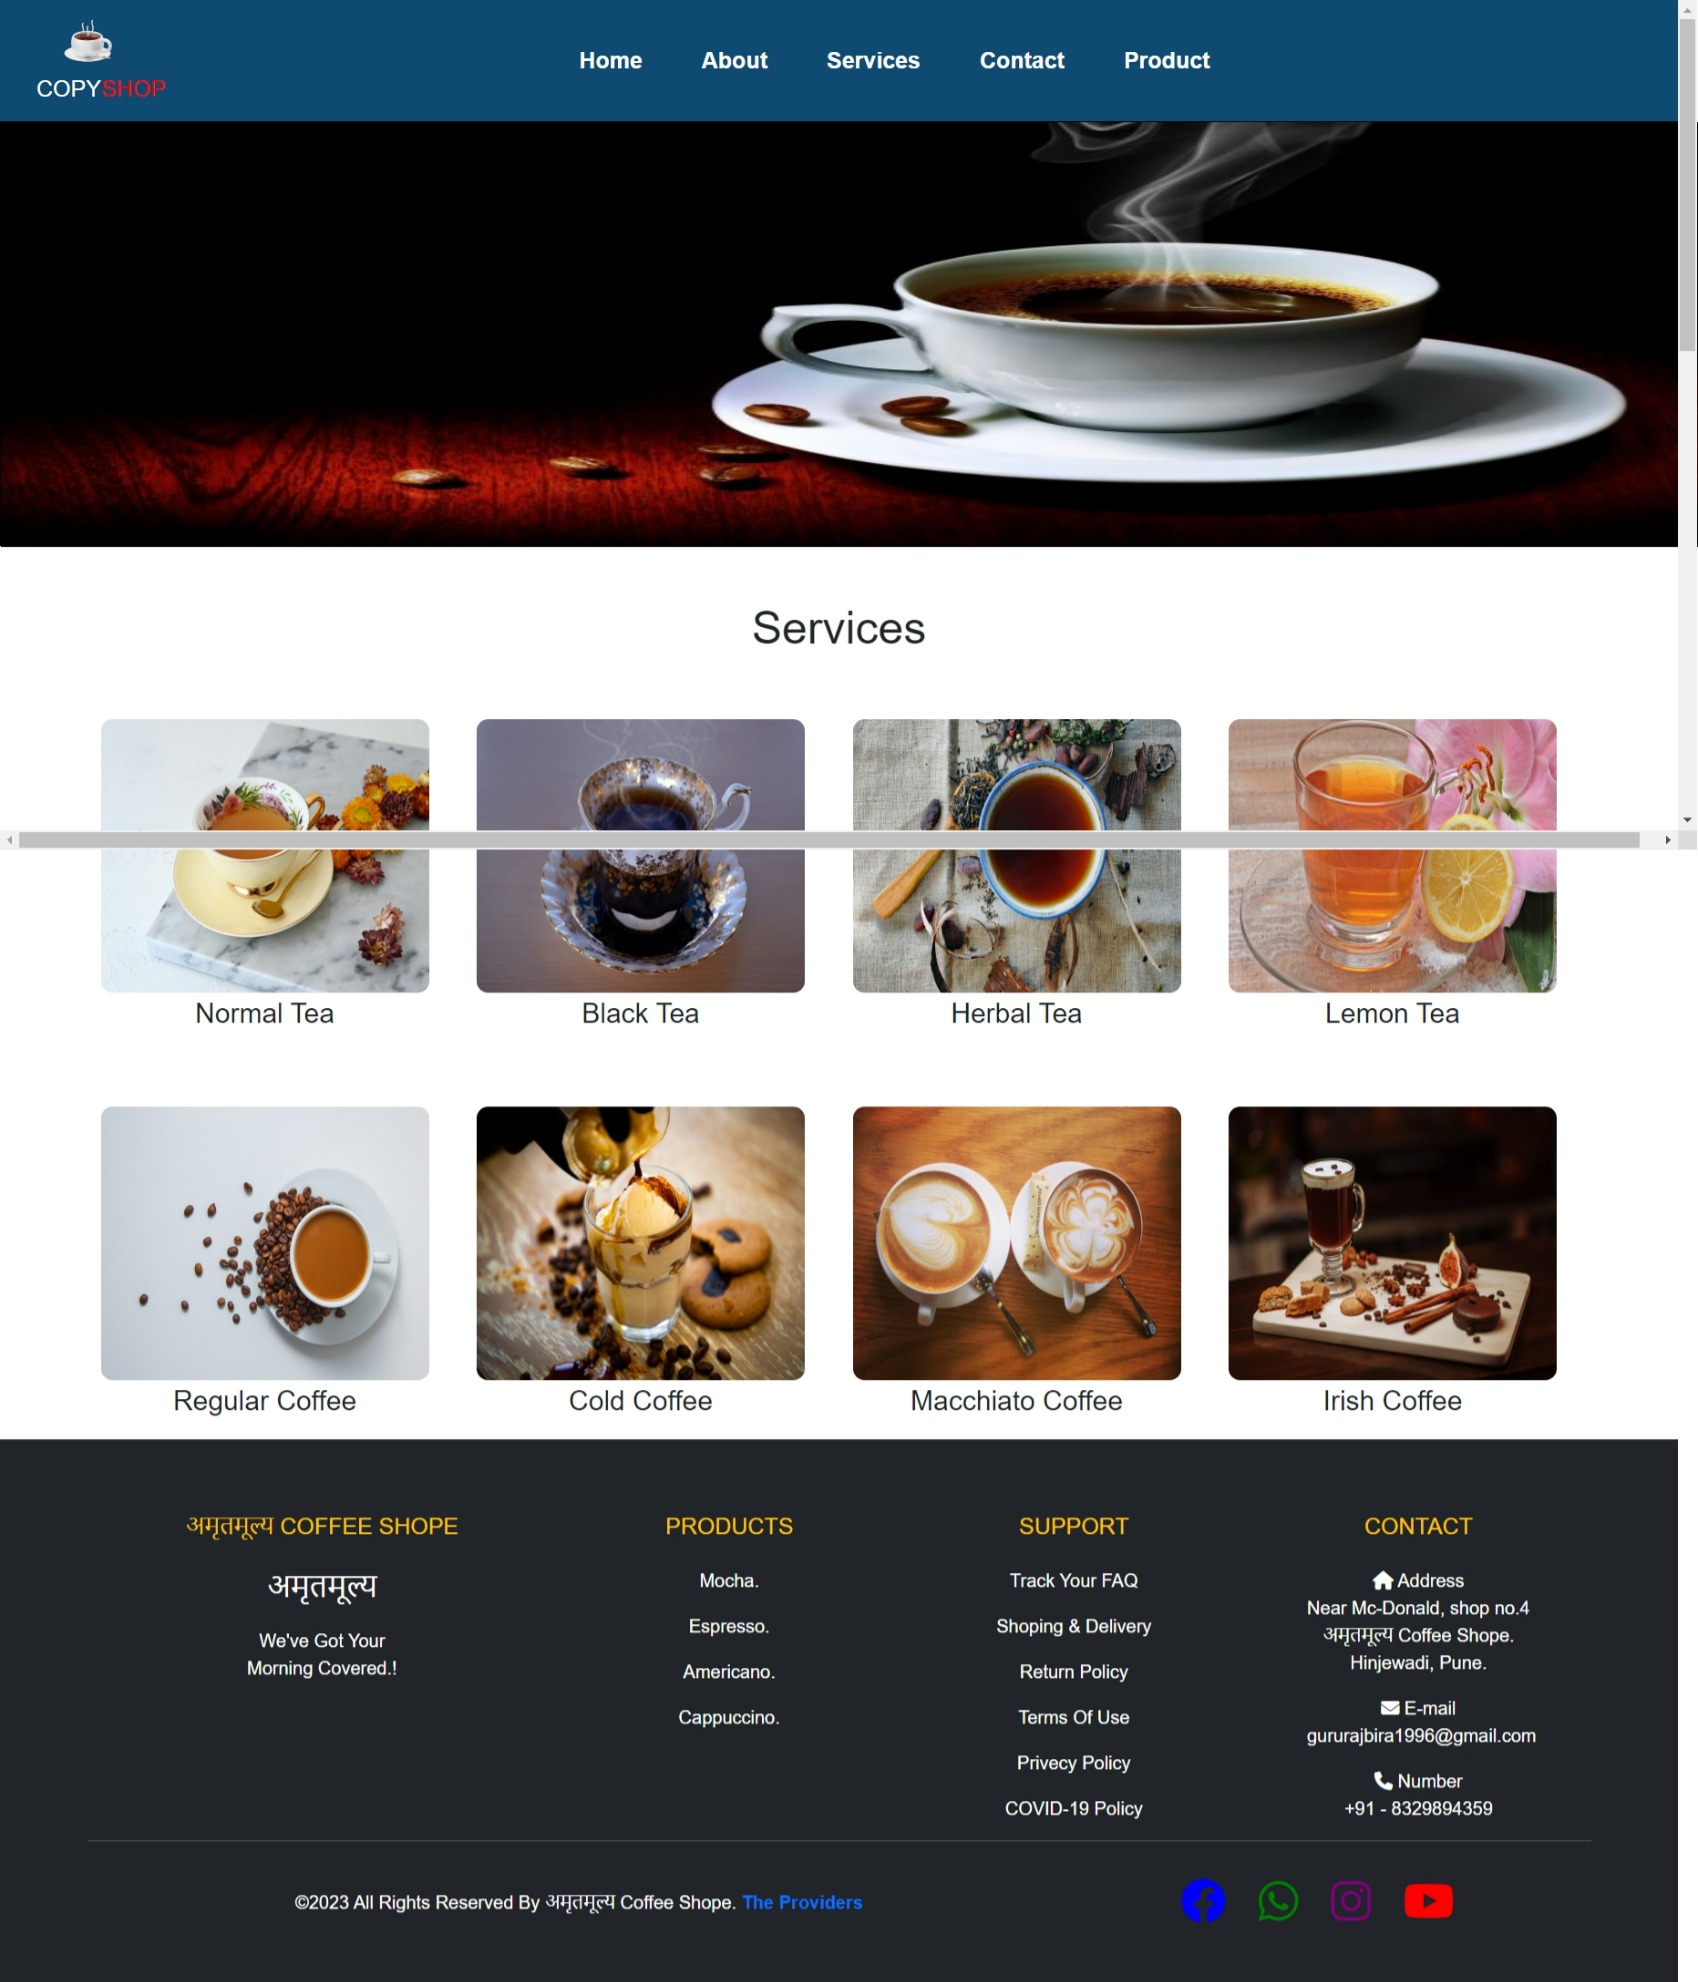 COPYSHOP
Home
About
Services
Contact
Product
Services
Normal Tea
Black Tea
Herbal Tea
Lemon Tea
Regular Coffee
Cold Coffee
Macchiato Coffee
Irish Coffee
अमृतमूल्य COFFEE SHOPE
अमृतमूल्य
We've Got Your
Morning Covered.!
PRODUCTS
Mocha.
Espresso.
Americano.
Cappuccino.
SUPPORT
Track Your FAQ
Shoping & Delivery
Return Policy
Terms Of Use
Privecy Policy
COVID-19 Policy
CONTACT
Address
Near Mc-Donald, shop no.4
अमृतमूल्य Coffee Shope.
Hinjewadi, Pune.
E-mail
gururajbira1996@gmail.com
Number
+91 - 8329894359
©2023 All Rights Reserved By अमृतमूल्य Coffee Shope. The Providers